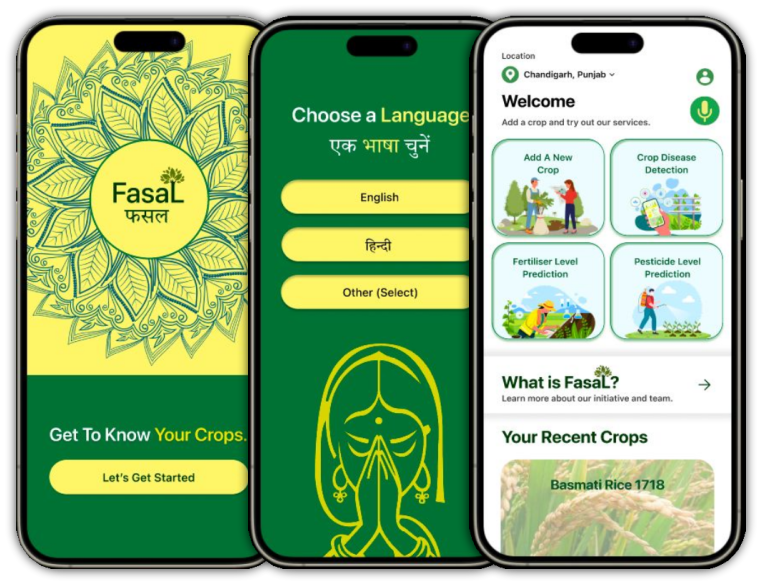 FasaL
फसल
Get To Know Your Crops.
Let's Get Started
Choose a Language
एक भाषा चुनें
English
हिन्दी
Other (Select)
Location
Chandigarh, Punjab
Welcome
Add a crop and try out our services.
Add A New
Crop
Crop Disease
Detection
Fertiliser Level
Prediction
Pesticide Level
Prediction
What is FasaL?
Learn more about our initiative and team.
Your Recent Crops
Basmati Rice 1718